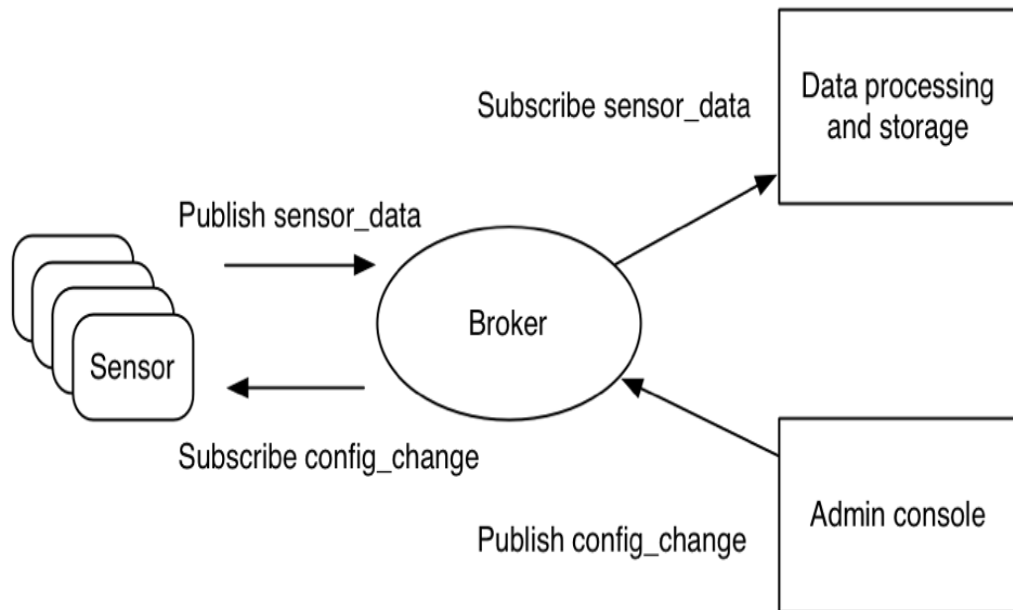 Data processing
and storage
Subscribe sensor_data
Publish sensor_data
Broker
Sensor
Subscribe config_change
Admin console
Publish config_change